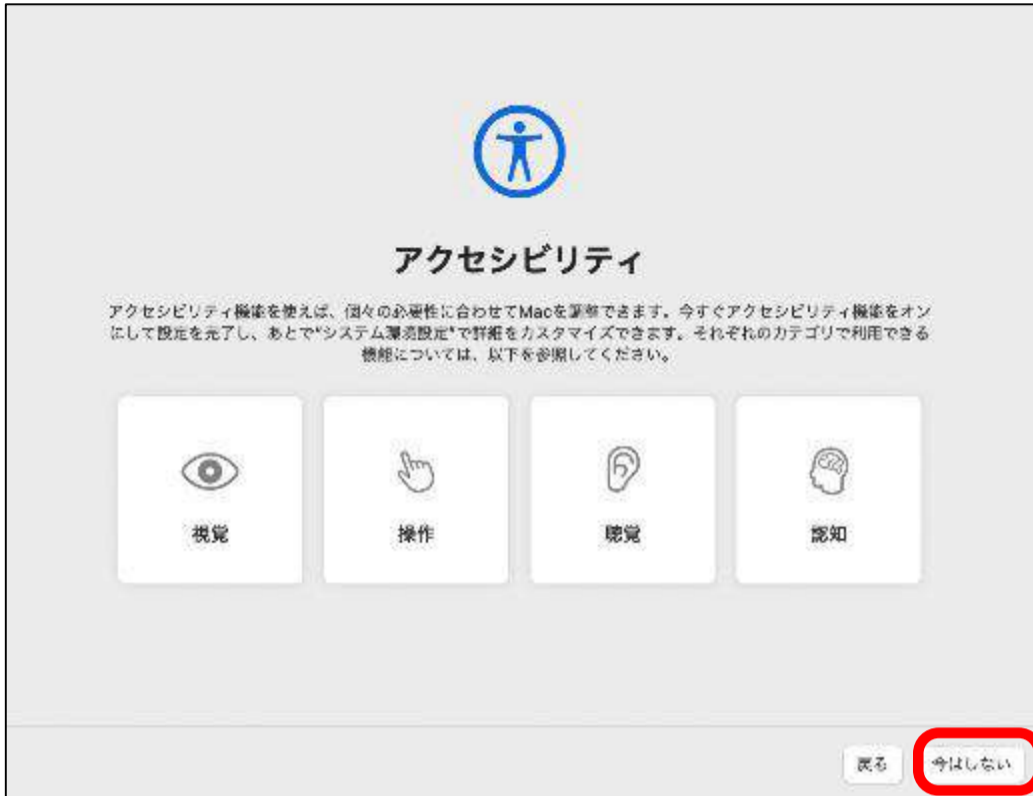 アクセシビリティ
アクセシビリティ機能を使えば、個々の必要性に合わせてMacを調整できます。今すぐアクセシビリティ機能をオン
にして設定を完了し、あとで"システム環境設定"で詳細をカスタマイズできます。それぞれのカテゴリで利用できる
機能については、以下を参照してください。
視覚
操作
聴覚
認知
戻る
今はしない